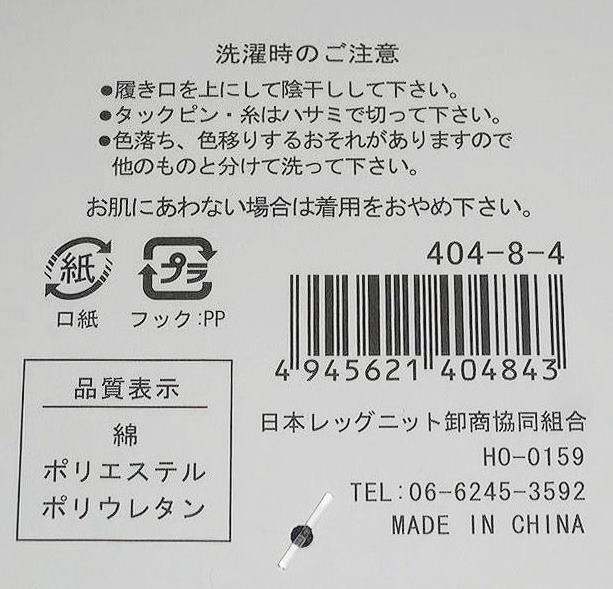 洗濯時のご注意
●履き口を上にして陰干しして下さい。
●タックピン・糸はハサミで切って下さい。
●色落ち、色移りするおそれがありますので
他のものと分けて洗って下さい。
お肌にあわない場合は着用をおやめ下さい。
紙
プラ
口紙
フック:PP
404-8-4
4 945621 404843
品質表示
綿
ポリエステル
ポリウレタン
日本レッグニット卸商協同組合
HO-0159
TEL:06-6245-3592
MADE IN CHINA